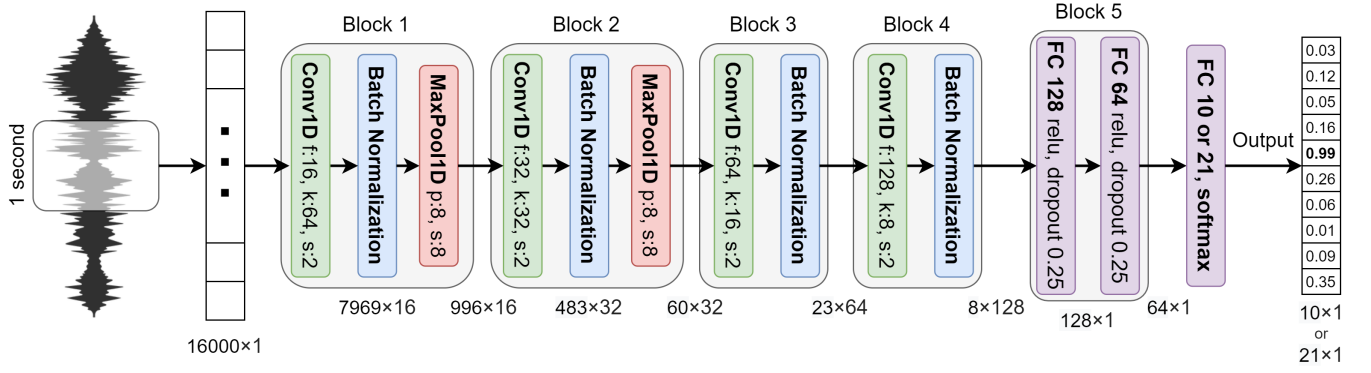 1 second
16000×1
Block 1
Conv1D f:16, k:64, s:2
Batch Normalization
MaxPool1D p:8, s:8
7969×16
996×16
Block 2
Conv1D f:32, k:32, s:2
Batch Normalization
MaxPool1D p:8, s:8
483×32
60×32
Block 3
Conv1D f:64, k:16, s:2
Batch Normalization
23×64
Block 4
Conv1D f:128, k:8, s:2
Batch Normalization
8×128
Block 5
FC 128 relu, dropout 0.25
FC 64 relu, dropout 0.25
128×1
64×1
FC 10 or 21, softmax
Output
0.03
0.12
0.05
0.16
0.99
0.26
0.06
0.01
0.09
0.35
10×1
or
21×1